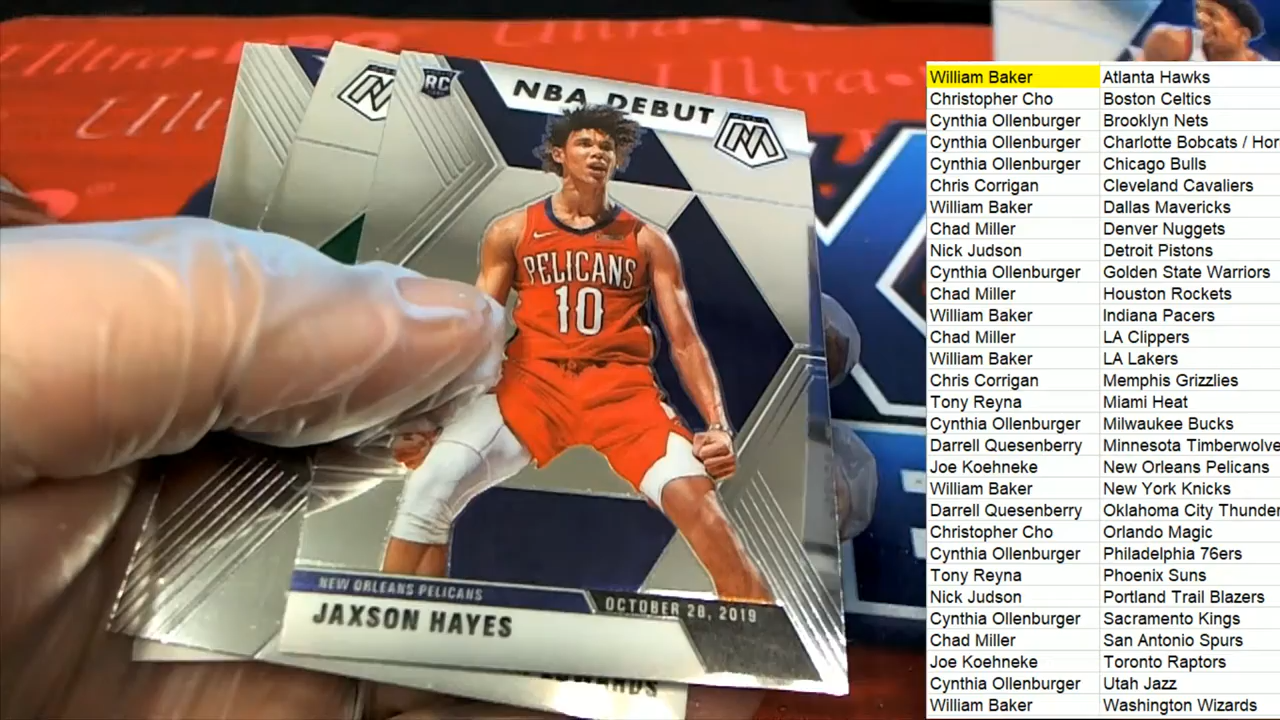 Ultra PRO
Ultra
RC
NBA DEBUT
PELICANS
10
NEW ORLEANS PELICANS
OCTOBER 28, 2019
JAXSON HAYES
William Baker Atlanta Hawks
Christopher Cho Boston Celtics
Cynthia Ollenburger Brooklyn Nets
Cynthia Ollenburger Charlotte Bobcats / Hor
Cynthia Ollenburger Chicago Bulls
Chris Corrigan Cleveland Cavaliers
William Baker Dallas Mavericks
Chad Miller Denver Nuggets
Nick Judson Detroit Pistons
Cynthia Ollenburger Golden State Warriors
Chad Miller Houston Rockets
William Baker Indiana Pacers
Chad Miller LA Clippers
William Baker LA Lakers
Chris Corrigan Memphis Grizzlies
Tony Reyna Miami Heat
Cynthia Ollenburger Milwaukee Bucks
Darrell Quesenberry Minnesota Timberwolve
Joe Koehneke New Orleans Pelicans
William Baker New York Knicks
Darrell Quesenberry Oklahoma City Thunder
Christopher Cho Orlando Magic
Cynthia Ollenburger Philadelphia 76ers
Tony Reyna Phoenix Suns
Nick Judson Portland Trail Blazers
Cynthia Ollenburger Sacramento Kings
Chad Miller San Antonio Spurs
Joe Koehneke Toronto Raptors
Cynthia Ollenburger Utah Jazz
William Baker Washington Wizards